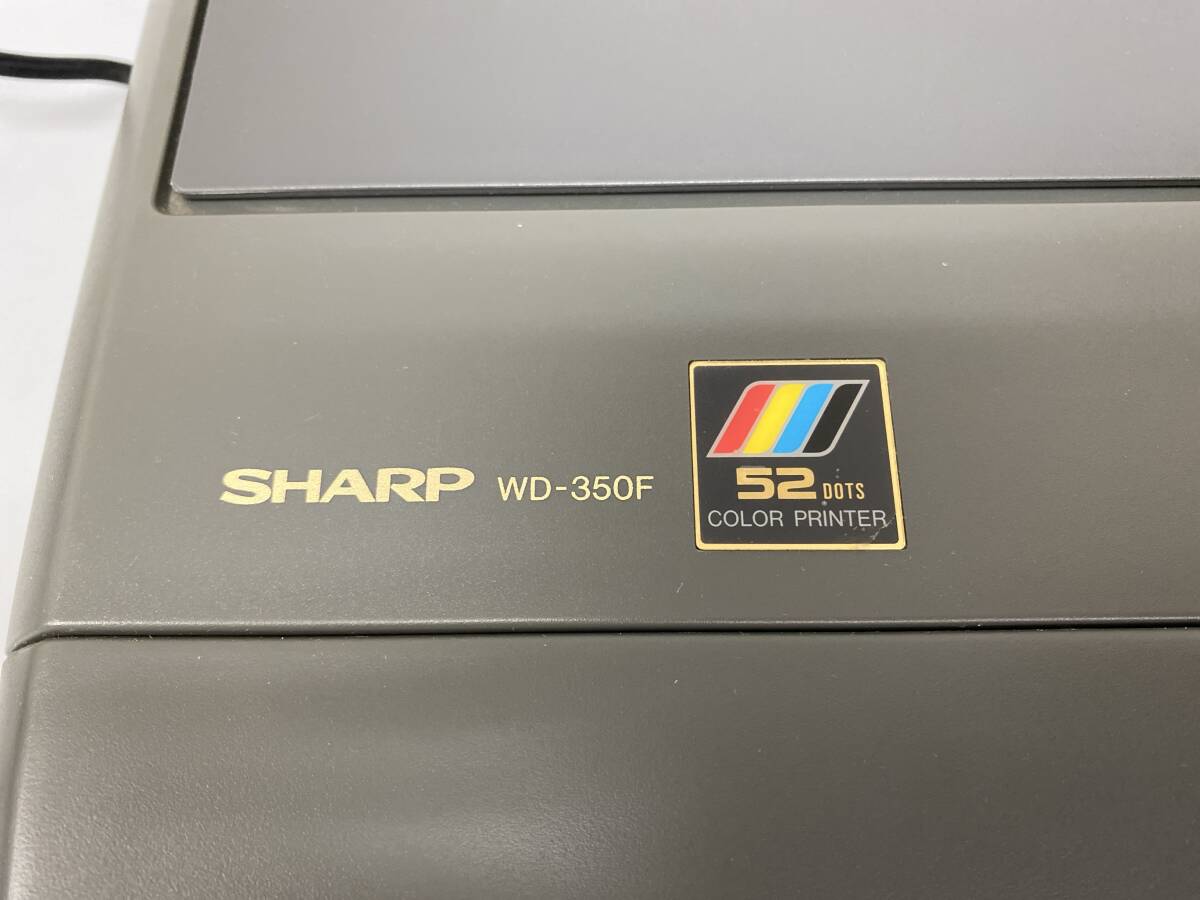 SHARP WD-350F
52 DOTS
COLOR PRINTER